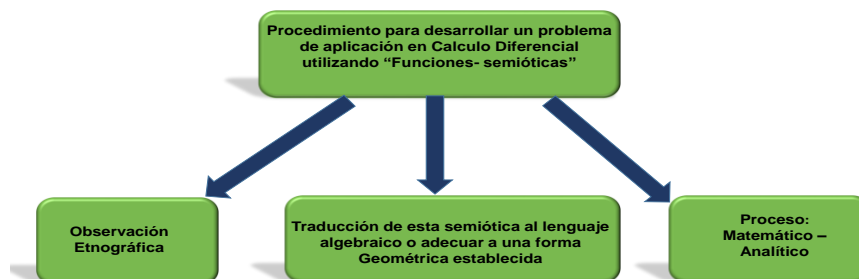 Procedimiento para desarrollar un problema
de aplicación en Calculo Diferencial
utilizando “Funciones- semióticas”
Observación
Etnográfica
Traducción de esta semiótica al lenguaje
algebraico o adecuar a una forma
Geométrica establecida
Proceso:
Matemático –
Analítico